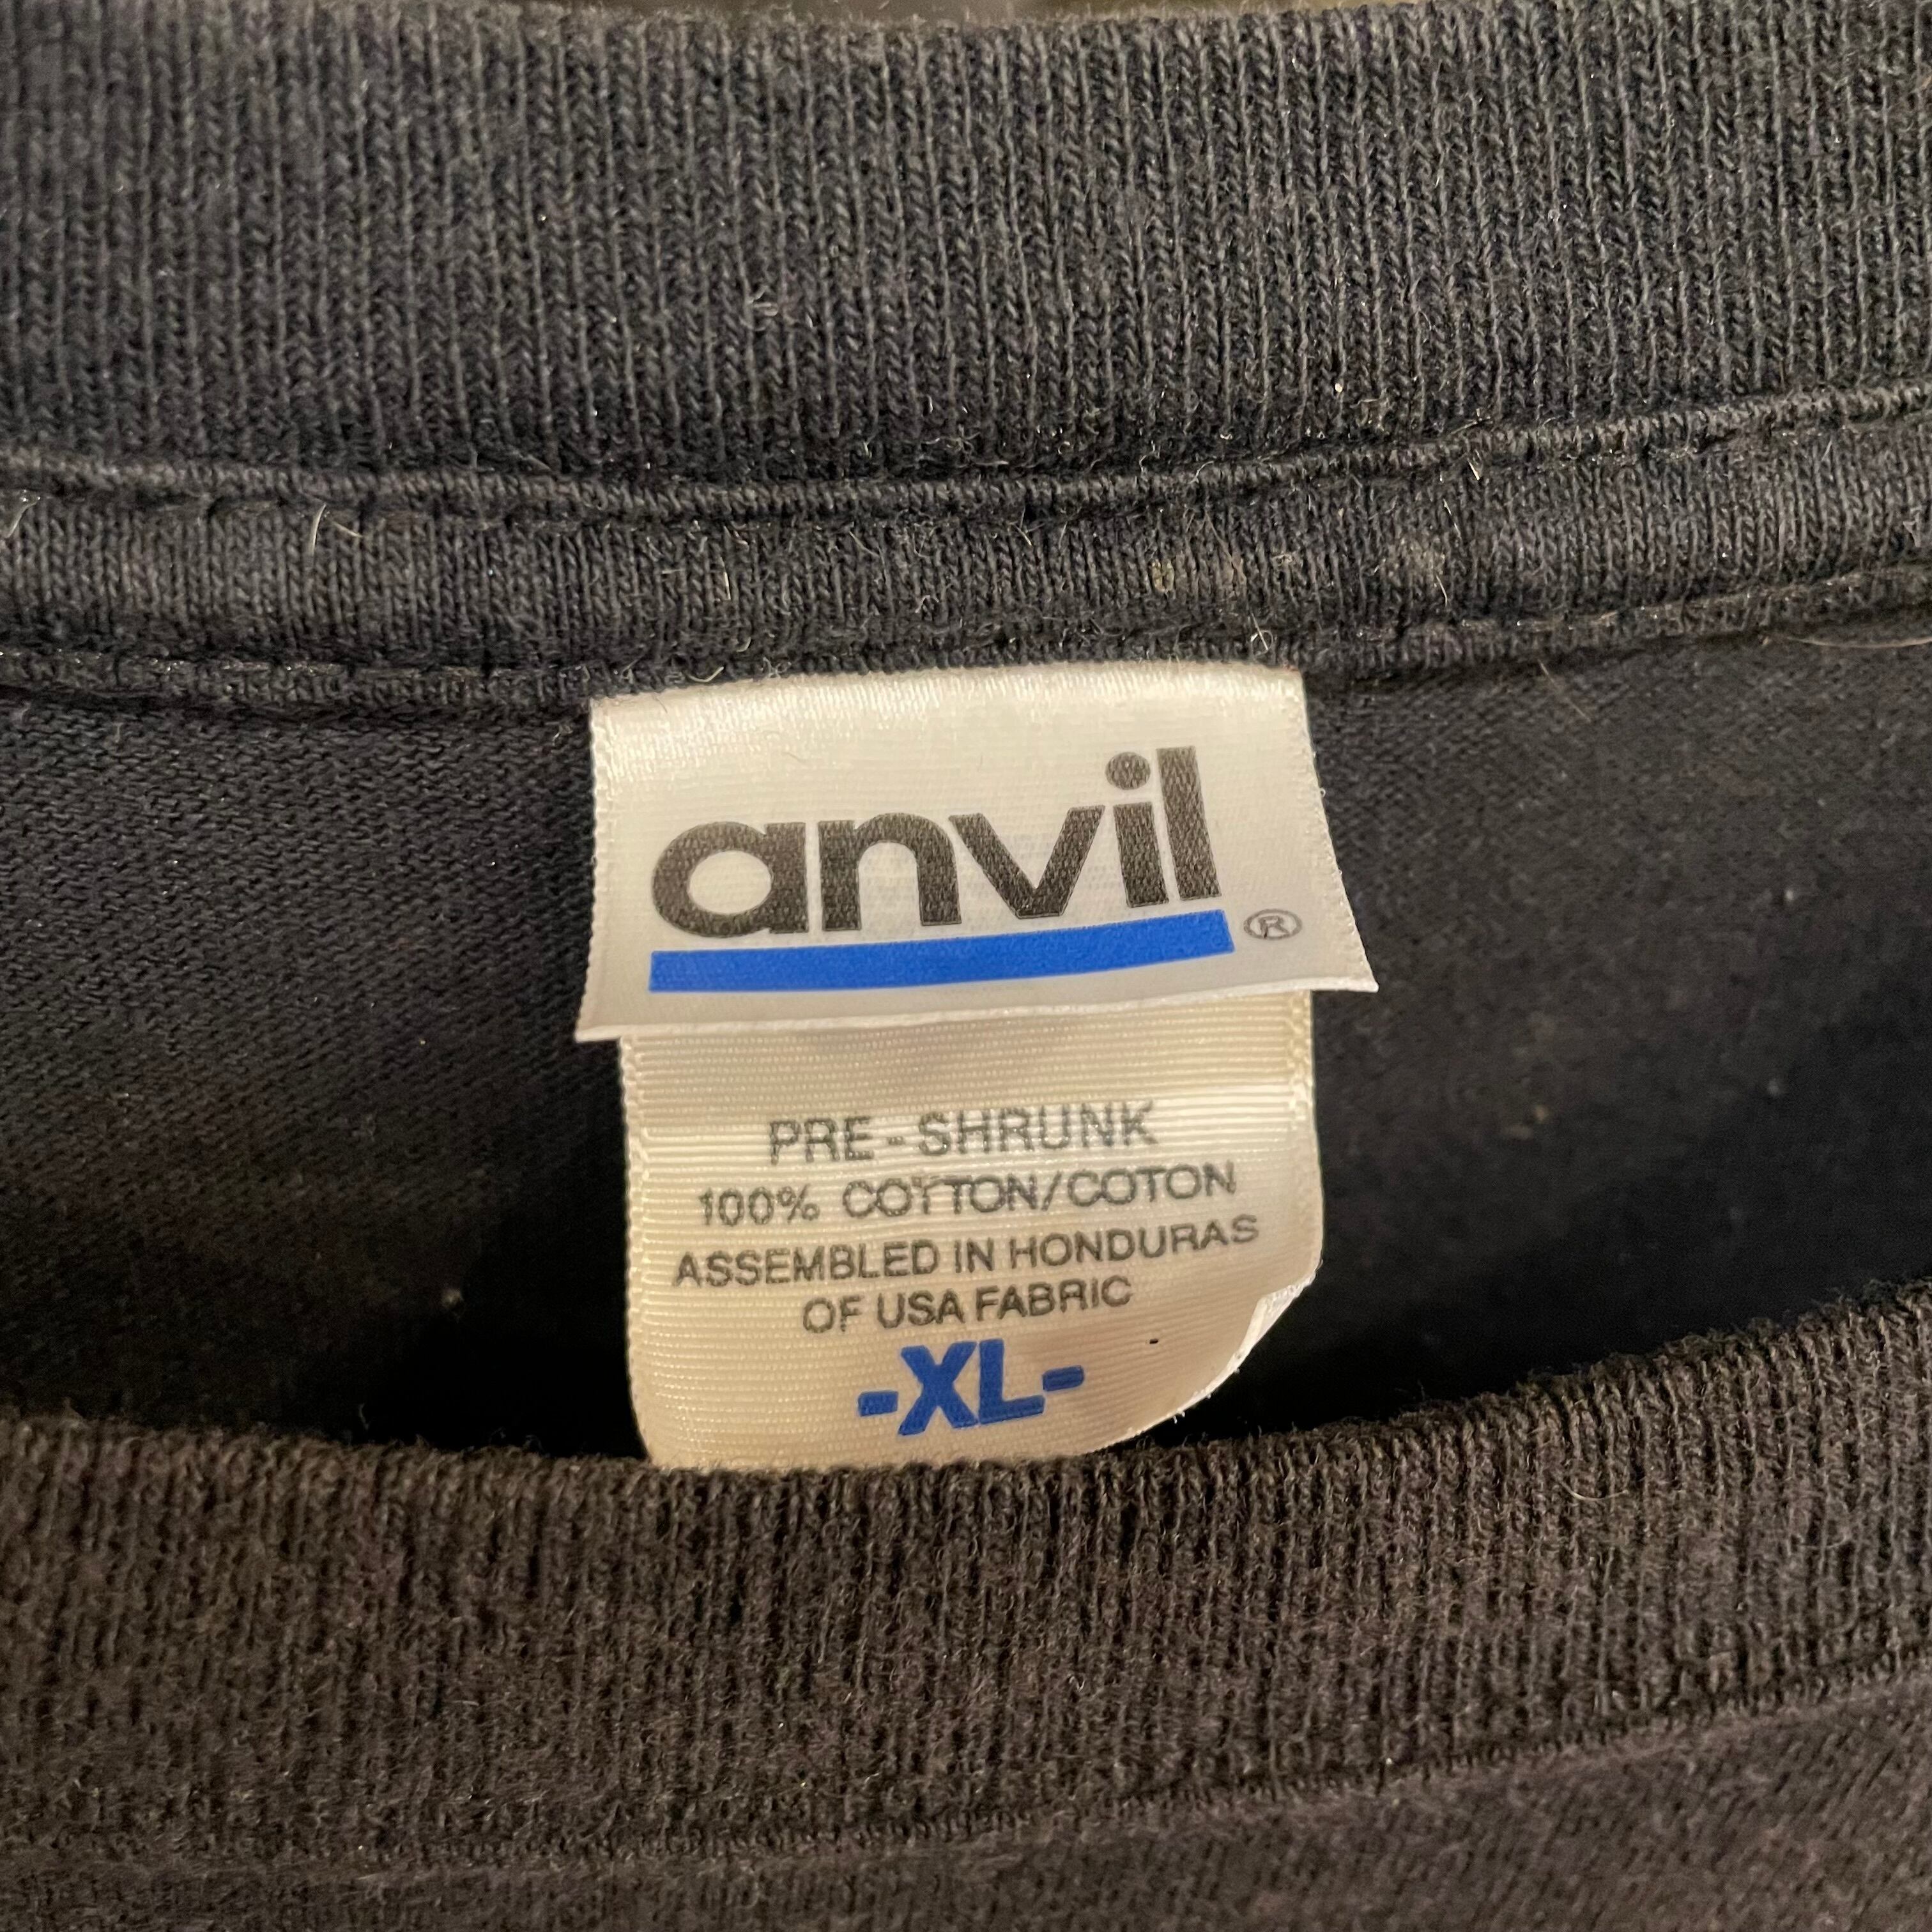 anvil ®
PRE-SHRUNK
100% COTTON/COTON
ASSEMBLED IN HONDURAS
OF USA FABRIC
-XL-